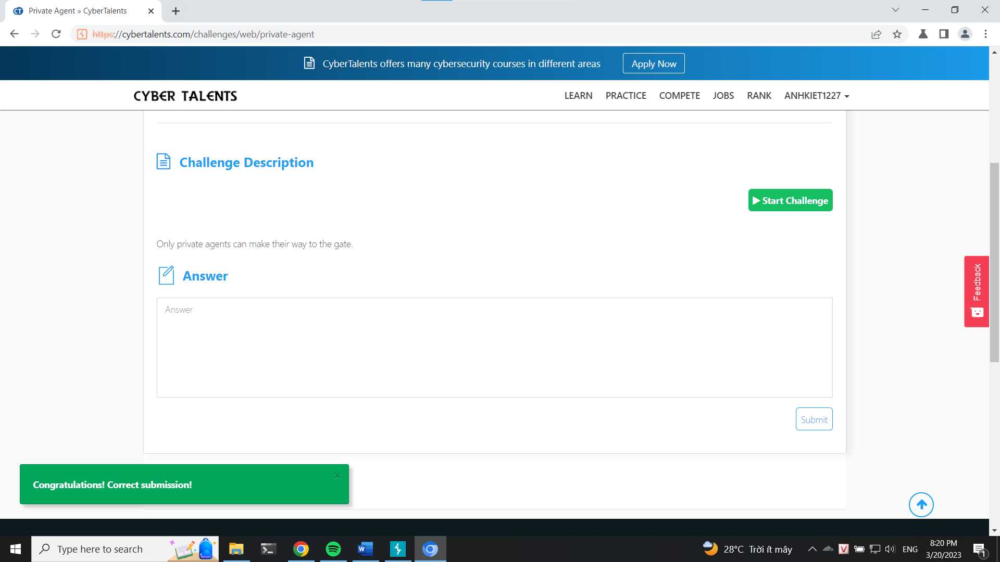 Private Agent » CyberTalents
https://cybertalents.com/challenges/web/private-agent
CyberTalents offers many cybersecurity courses in different areas
Apply Now
CYBER TALENTS
LEARN PRACTICE COMPETE JOBS RANK ANHKIET1227
Challenge Description
Start Challenge
Only private agents can make their way to the gate.
Answer
Answer
Submit
Feedback
Congratulations! Correct submission!
Type here to search
28°C Trời ít mây
ENG
8:20 PM
3/20/2023
1